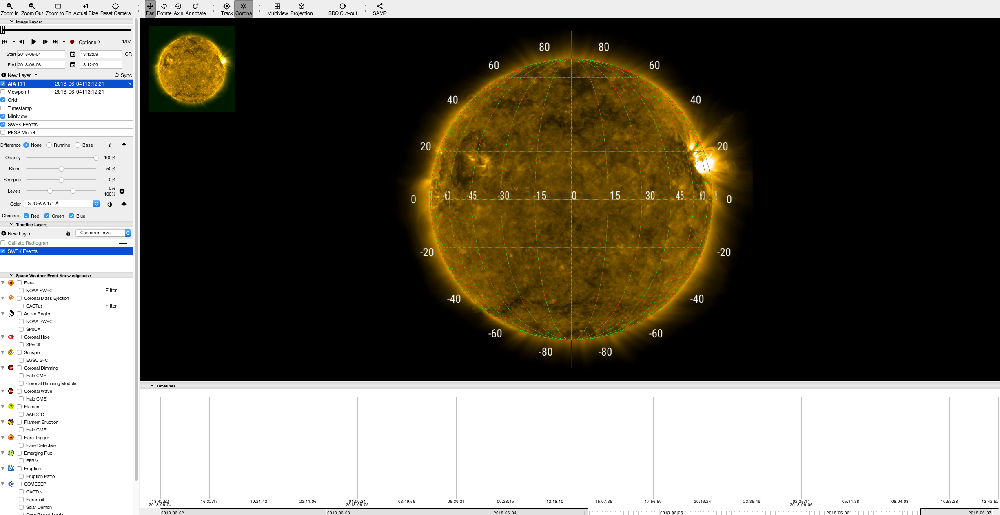 Zoom In Zoom Out Zoom to Fit Actual Size Reset Camera Pan Rotate Axis Annotate Track Corona Multiview Projection SDO Cut-out SAMP
Image Layers
Options > 1/97
Start 2018-06-04 13:12:09 CR
End 2018-06-06 13:12:09
New Layer Sync
AIA 171 2018-06-04T13:12:21
Viewpoint 2018-06-04T13:12:21
Grid
Timestamp
Miniview
SWEK Events
PFSS Model
Difference None Running Base
Opacity 100%
Blend 50%
Sharpen 0%
Levels 0%
100%
Color SDO-AIA 171 Å
Channels Red Green Blue
Timeline Layers
New Layer Custom interval
Callisto Radiogram
SWEK Events
Space Weather Event Knowledgebase
Flare
NOAA SWPC Filter
Coronal Mass Ejection
CACTus Filter
Active Region
NOAA SWPC
SPoCA
Coronal Hole
SPoCA
Sunspot
EGSO SFC
Coronal Dimming
Halo CME
Coronal Dimming Module
Coronal Wave
Halo CME
Filament
AAFDCC
Filament Eruption
Halo CME
Flare Trigger
Flare Detective
Emerging Flux
EFRM
Eruption
Eruption Patrol
COMESEP
CACTus
Flaremail
Solar Demon
Drag Based Model
80 80
60 60
40 40
20 20
0 -60 -45 -30 -15 0 15 30 45 60 0
-20 -20
-40 -40
-60 -60
-80 -80
Timelines
13:42:52 16:32:17 19:21:42 22:11:06 01:00:31 03:49:56 06:39:21 09:28:45 12:18:10 15:07:35 17:56:59 20:46:24 23:35:49 02:25:14 05:14:38 08:04:03 10:53:28 13:42:52
2018-06-04 2018-06-05 2018-06-06
2018-06-02 2018-06-03 2018-06-04 2018-06-05 2018-06-06 2018-06-07